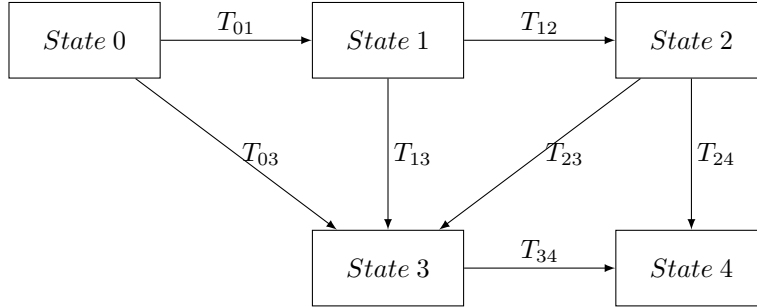 T01
T12
State 0
State 1
State 2
T03
T13
T23
T24
T34
State 3
State 4